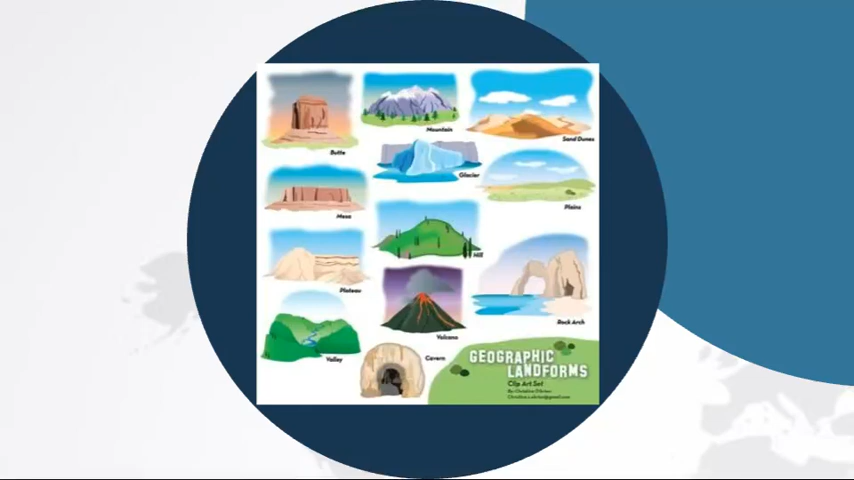 Butte
Mountain
Sand Dunes
Glacier
Mesa
Plains
Hill
Plateau
Rock Arch
Volcano
Valley
Cavern
GEOGRAPHIC
LANDFORMS
Clip Art Set